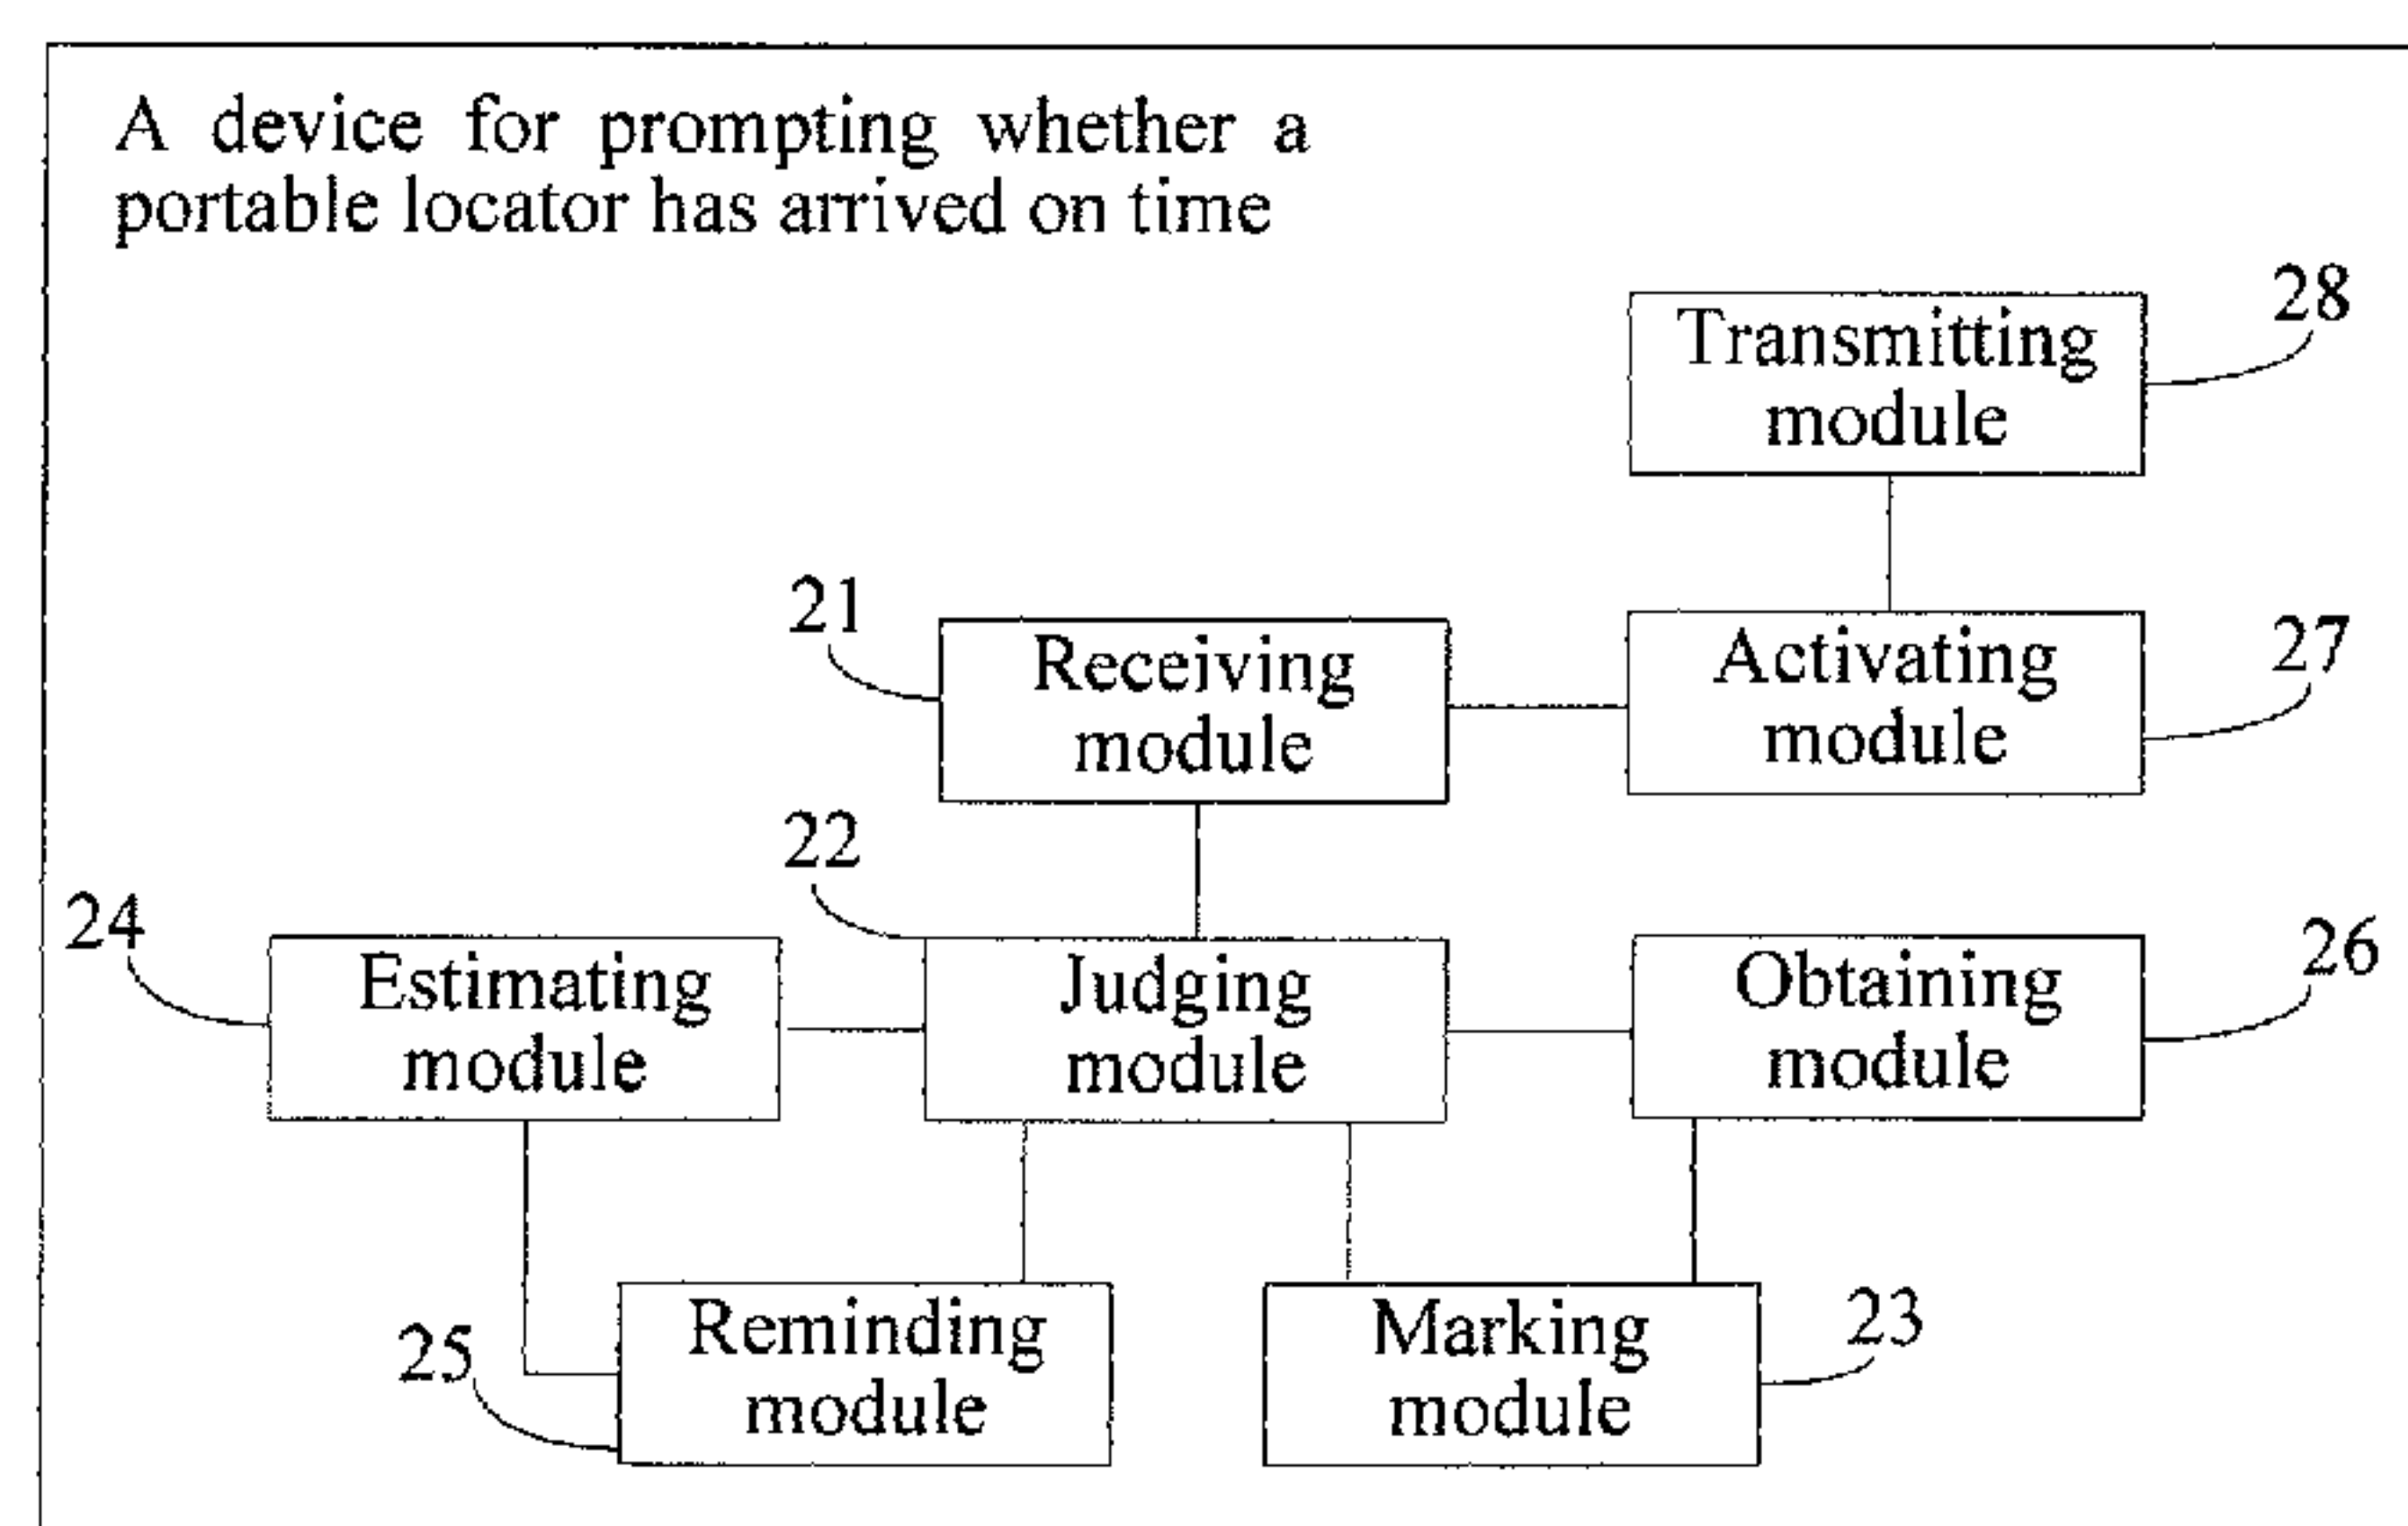 A device for prompting whether a
portable locator has arrived on time
28
Transmitting
module
21
Receiving
module
27
Activating
module
22
24
Estimating
module
Judging
module
26
Obtaining
module
25
Reminding
module
23
Marking
module